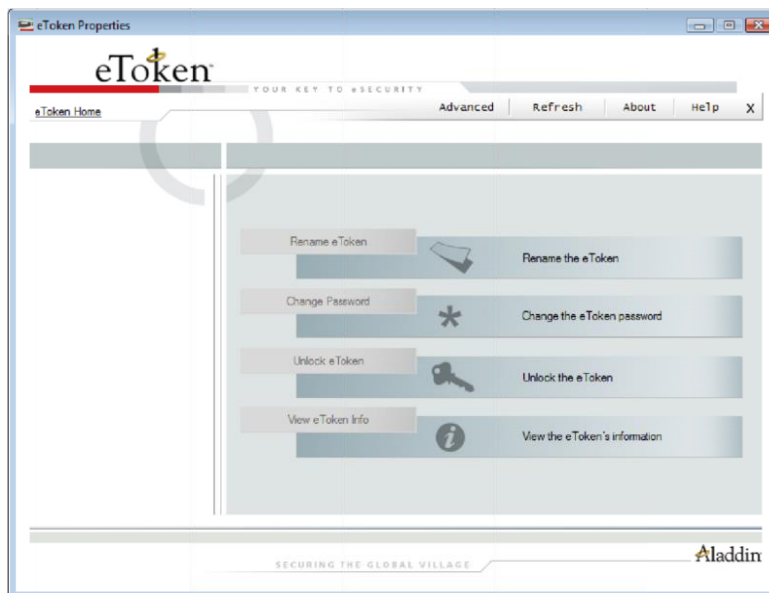 eToken Properties
eToken™
YOUR KEY TO eSECURITY
eToken Home
Advanced Refresh About Help X
Rename eToken
Rename the eToken
Change Password
Change the eToken password
Unlock eToken
Unlock the eToken
View eToken Info
View the eToken's information
SECURING THE GLOBAL VILLAGE
Aladdin